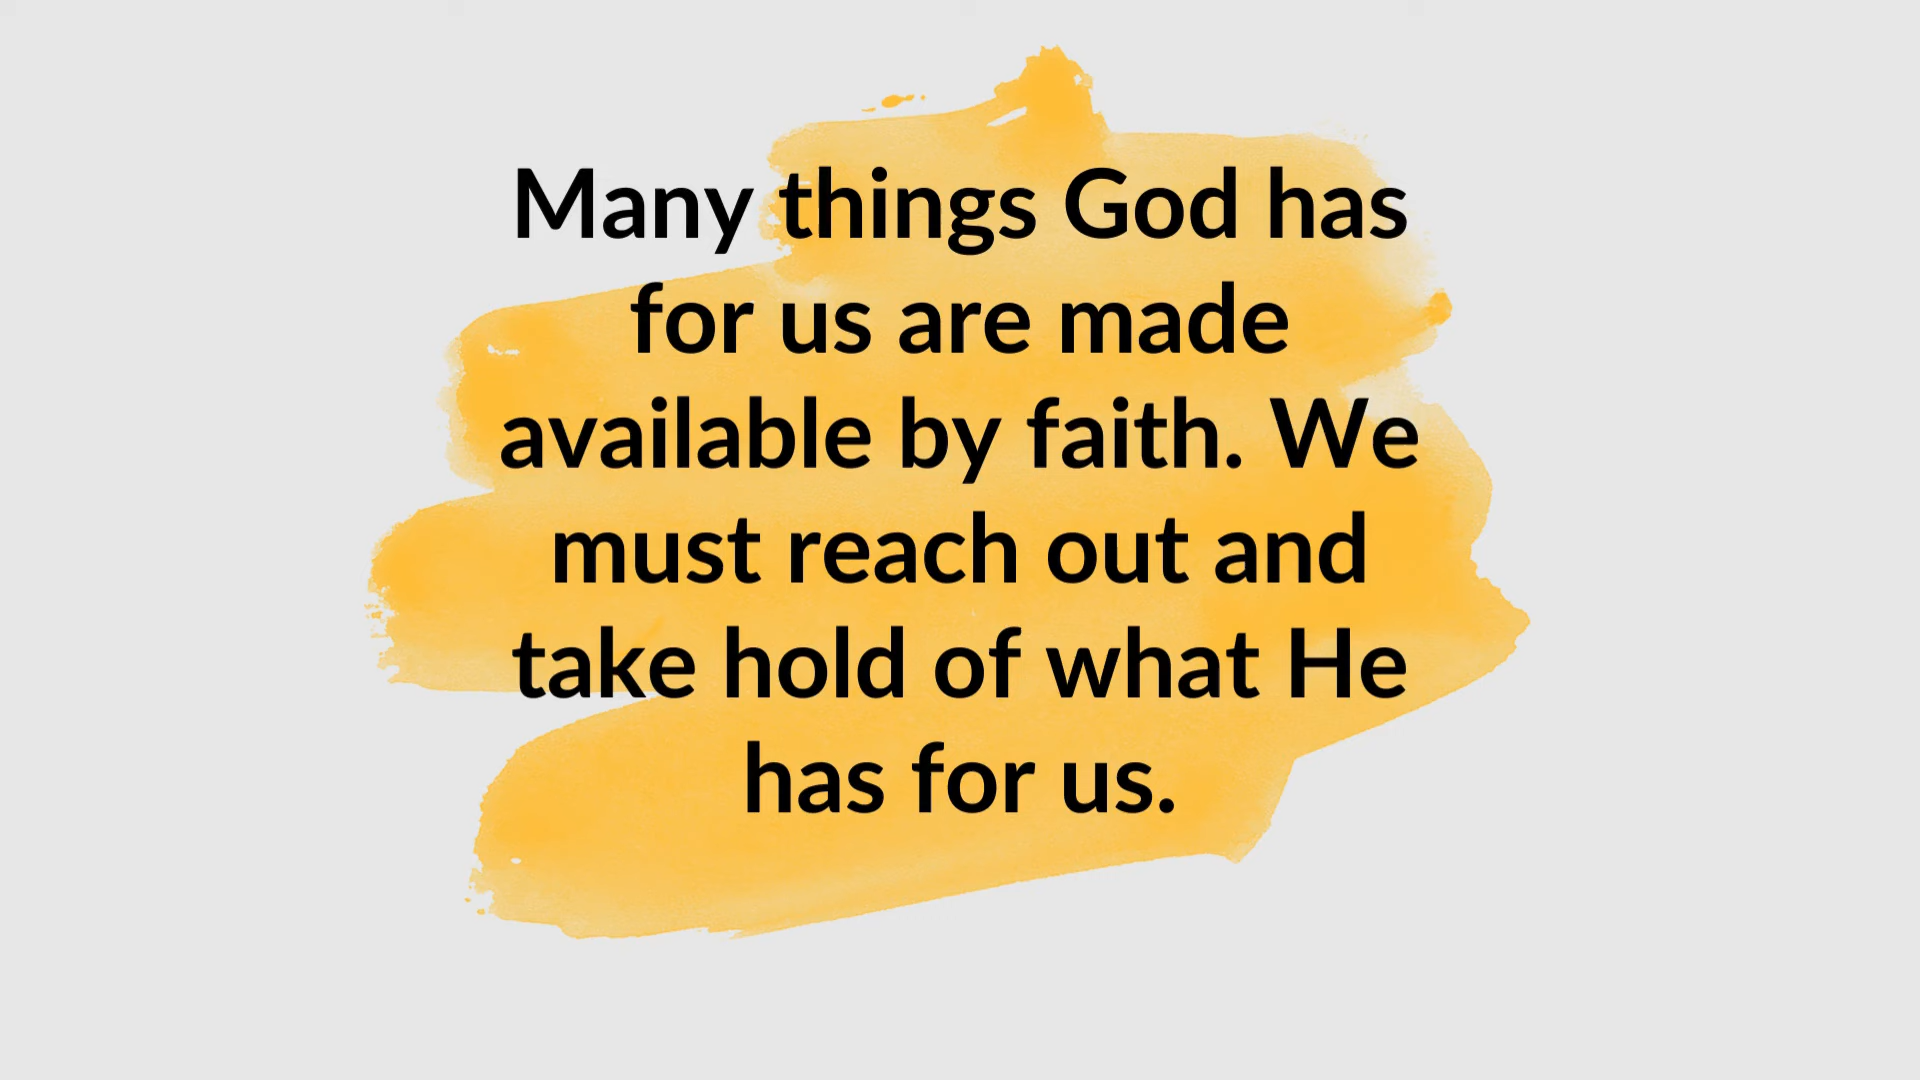 Many things God has
for us are made
available by faith. We
must reach out and
take hold of what He
has for us.